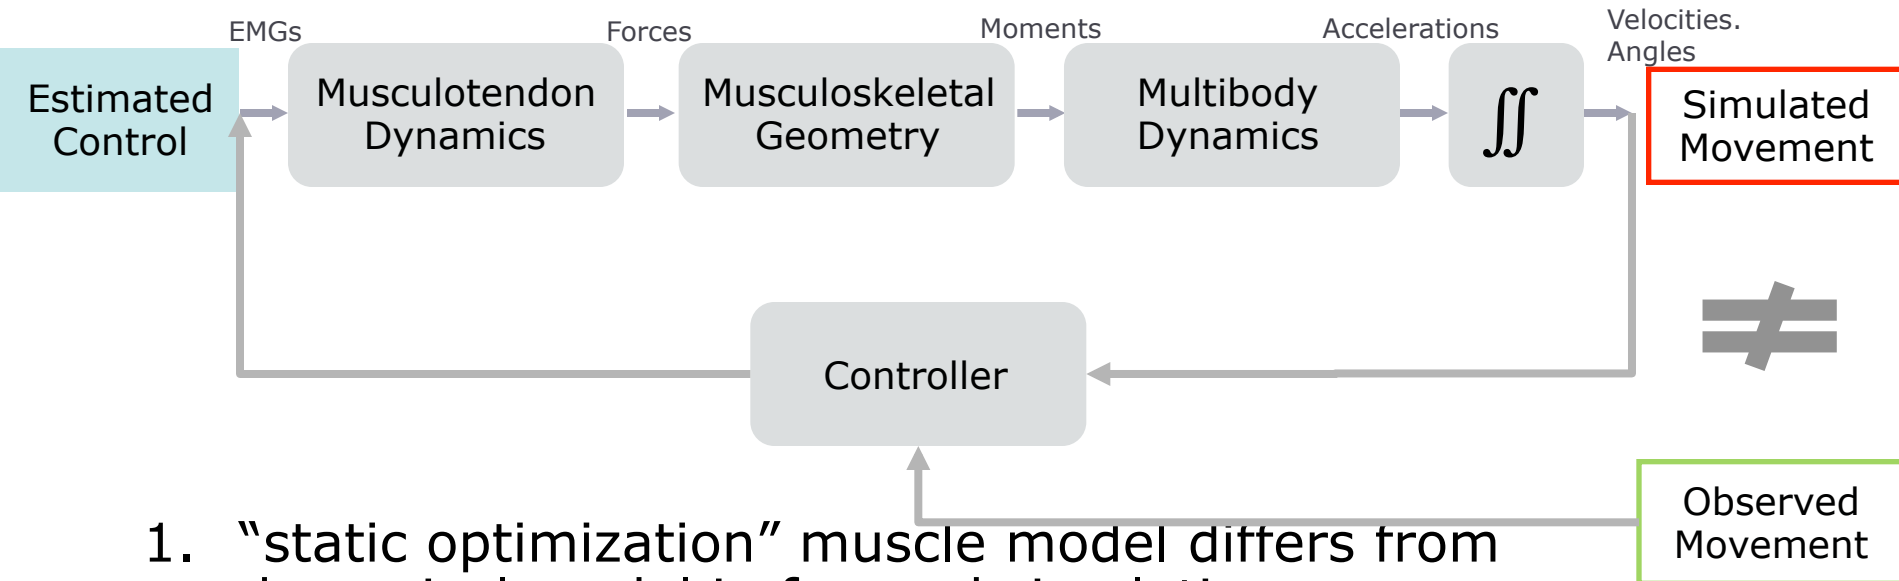 EMGs
Forces
Moments
Accelerations
Velocities.
Angles
Estimated
Control
Musculotendon
Dynamics
Musculoskeletal
Geometry
Multibody
Dynamics
∬
Simulated
Movement
Controller
Observed
Movement
1. “static optimization” muscle model differs from